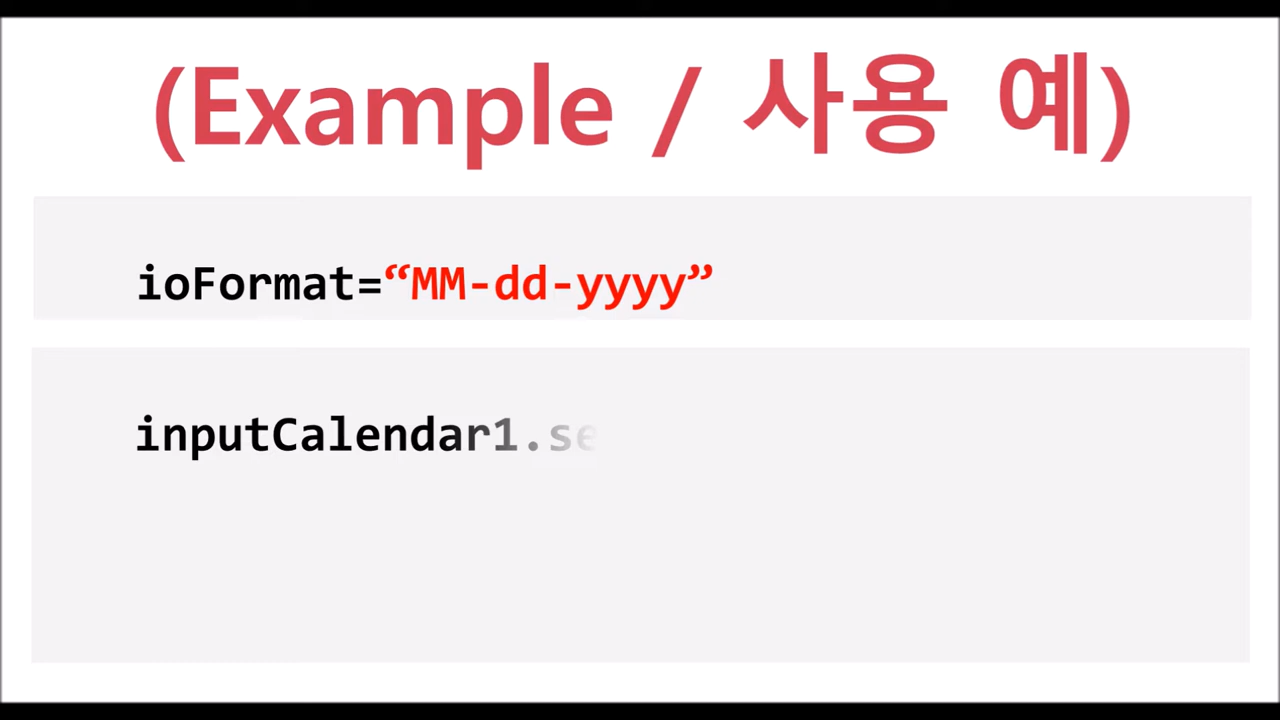 (Example / 사용 예)
ioFormat=“MM-dd-yyyy”
inputCalendar1.se